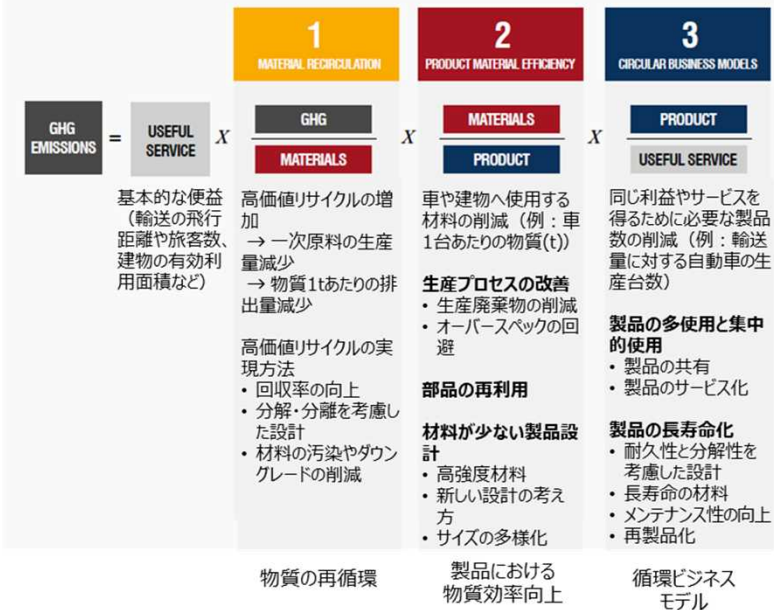 1
MATERIAL RECIRCULATION
2
PRODUCT MATERIAL EFFICIENCY
3
CIRCULAR BUSINESS MODELS
GHG
EMISSIONS
=
USEFUL
SERVICE
X
GHG
MATERIALS
X
MATERIALS
PRODUCT
X
PRODUCT
USEFUL SERVICE
基本的な便益
（輸送の飛行
距離や旅客数、
建物の有効利
用面積など）
高価値リサイクルの増
加
→ 一次原料の生産
量減少
→ 物質1tあたりの排
出量減少
高価値リサイクルの実
現方法
• 回収率の向上
• 分解・分離を考慮し
た設計
• 材料の汚染やダウン
グレードの削減
車や建物へ使用する
材料の削減（例：車
1台あたりの物質(t)）
生産プロセスの改善
• 生産廃棄物の削減
• オーバースペックの回
避
部品の再利用
材料が少ない製品設
計
• 高強度材料
• 新しい設計の考え
方
• サイズの多様化
同じ利益やサービスを
得るために必要な製品
数の削減（例：輸送
量に対する自動車の生
産台数）
製品の多使用と集中
的使用
• 製品の共有
• 製品のサービス化
製品の長寿命化
• 耐久性と分解性を
考慮した設計
• 長寿命の材料
• メンテナンス性の向上
• 再製品化
物質の再循環
製品における
物質効率向上
循環ビジネス
モデル